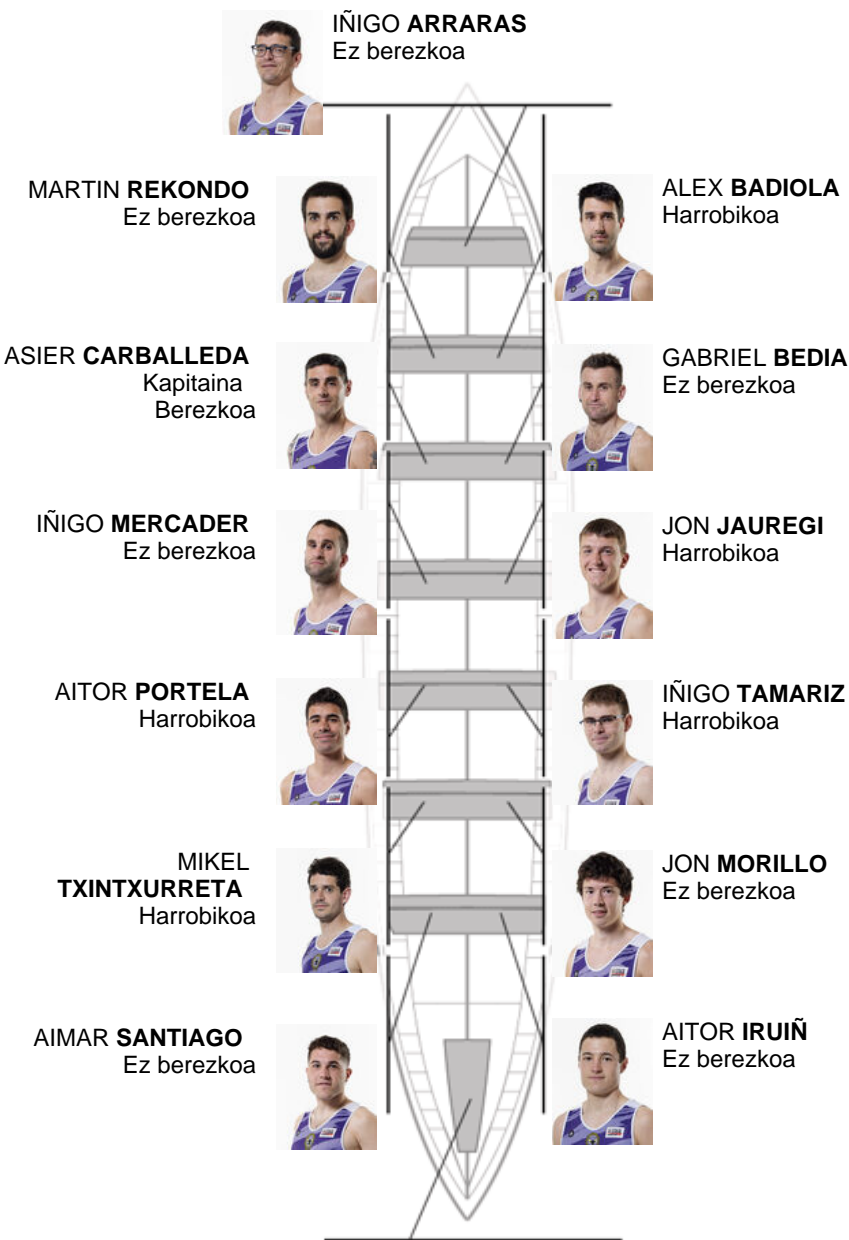 IÑIGO ARRARAS
Ez berezkoa
MARTIN REKONDO
Ez berezkoa
ALEX BADIOLA
Harrobikoa
ASIER CARBALLEDA
Kapitaina
Berezkoa
GABRIEL BEDIA
Ez berezkoa
IÑIGO MERCADER
Ez berezkoa
JON JAUREGI
Harrobikoa
AITOR PORTELA
Harrobikoa
IÑIGO TAMARIZ
Harrobikoa
MIKEL
TXINTXURRETA
Harrobikoa
JON MORILLO
Ez berezkoa
AIMAR SANTIAGO
Ez berezkoa
AITOR IRUIÑ
Ez berezkoa